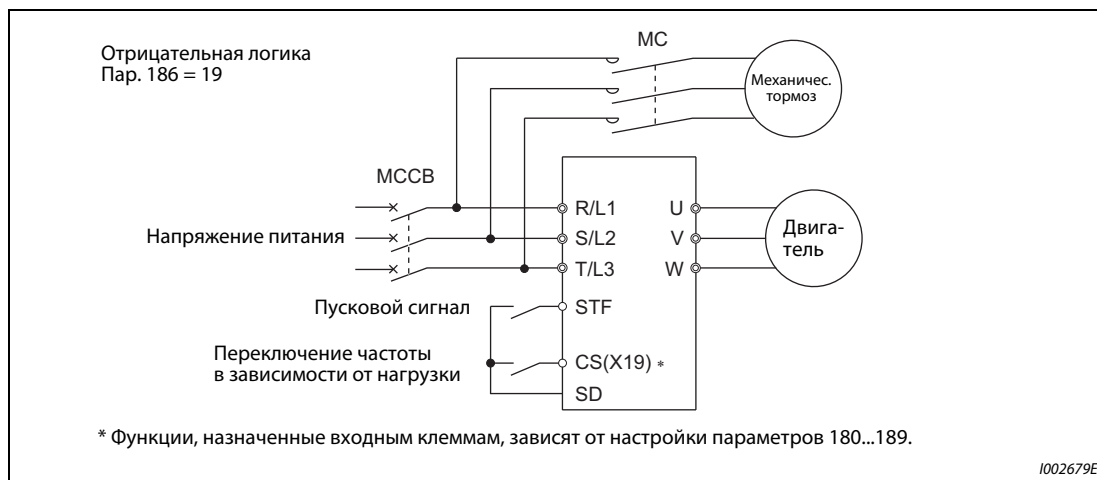 Отрицательная логика
Пар. 186 = 19
MC
Механичес.
тормоз
MCCB
R/L1
U
Напряжение питания
S/L2
V
Двига-
тель
T/L3
W
Пусковой сигнал
STF
Переключение частоты
в зависимости от нагрузки
CS(X19) *
SD
* Функции, назначенные входным клеммам, зависят от настройки параметров 180...189.
I002679E